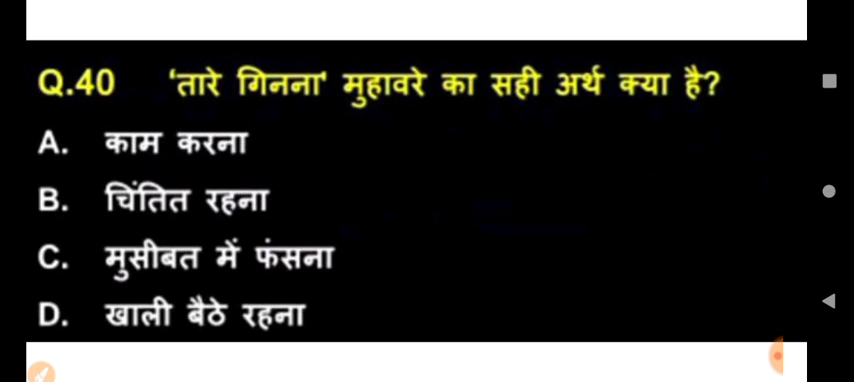 Q.40 'तारे गिनना' मुहावरे का सही अर्थ क्या है?
A. काम करना
B. चिंतित रहना
C. मुसीबत में फंसना
D. खाली बैठे रहना